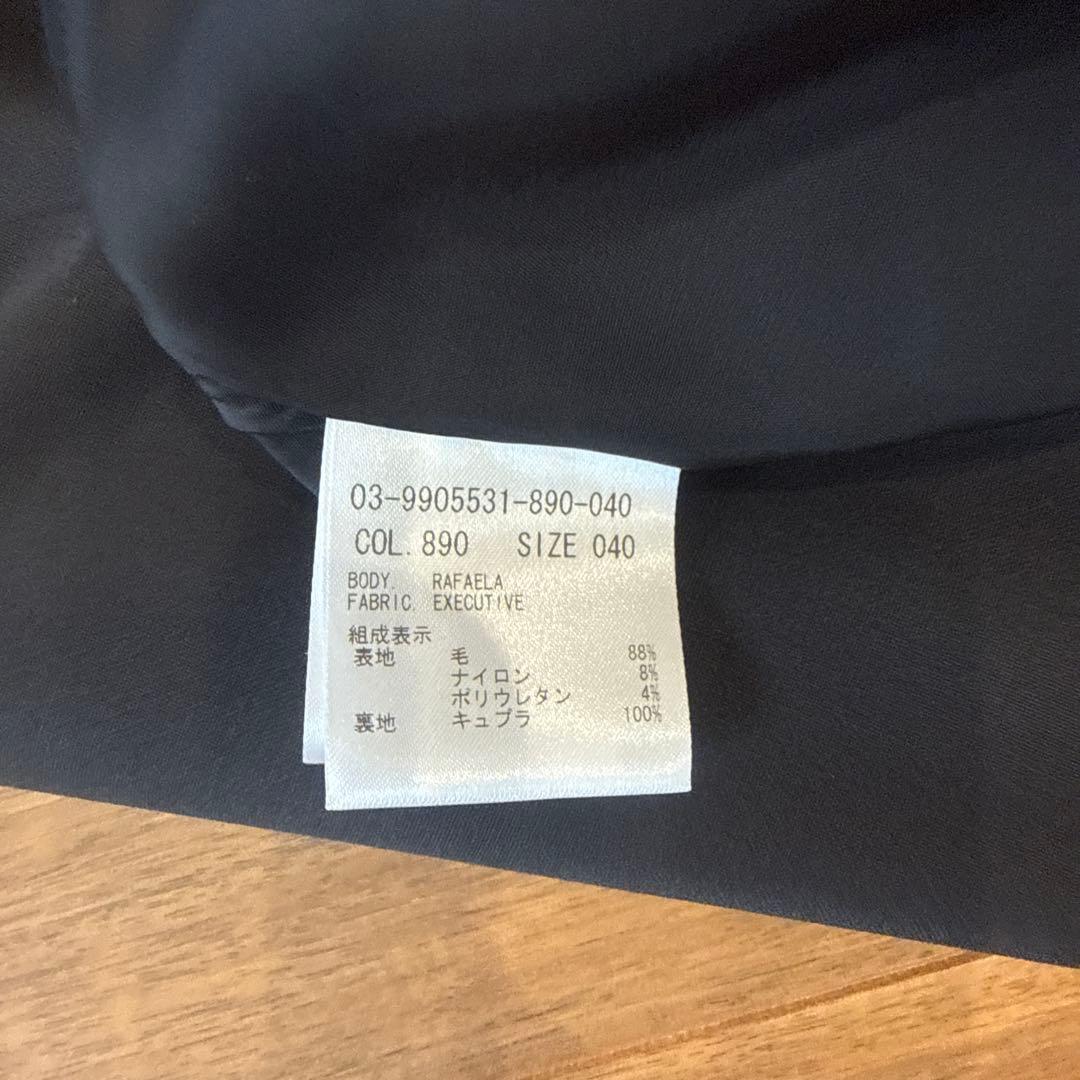 03-9905531-890-040
COL. 890 SIZE 040
BODY. RAFAELA
FABRIC. EXECUTIVE
組成表示
表地 毛 88%
ナイロン 8%
ポリウレタン 4%
裏地 キュプラ 100%